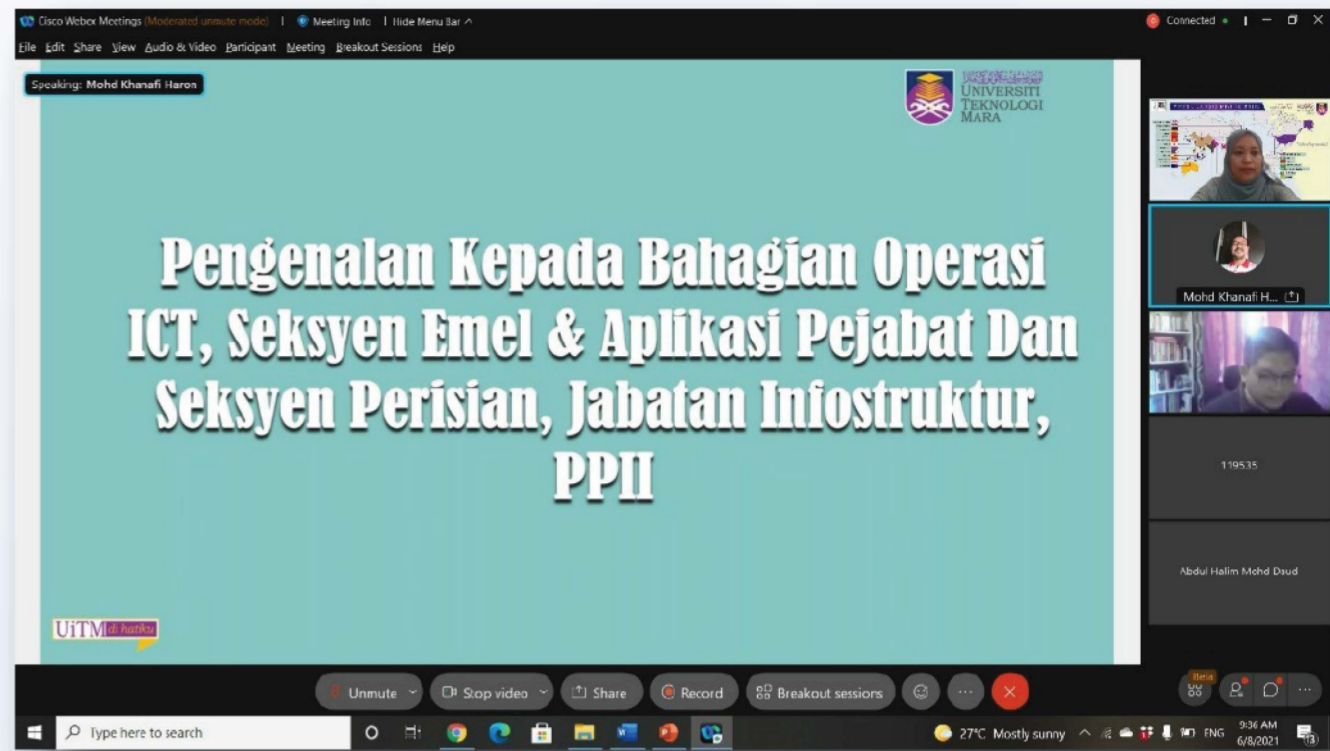 Cisco Webex Meetings (Moderated unmute mode) | Meeting Info | Hide Menu Bar
Connected
File Edit Share View Audio & Video Participant Meeting Breakout Sessions Help
Speaking: Mohd Khanafi Haron
UNIVERSITI
TEKNOLOGI
MARA
Pengenalan Kepada Bahagian Operasi
ICT, Seksyen Emel & Aplikasi Pejabat Dan
Seksyen Perisian, Jabatan Infostruktur,
PPII
UiTM di hatiku
Mohd Khanafi H...
119535
Abdul Halim Mohd Daud
Unmute
Stop video
Share
Record
Breakout sessions
Beta
Type here to search
27°C Mostly sunny
ENG
9:36 AM
6/8/2021